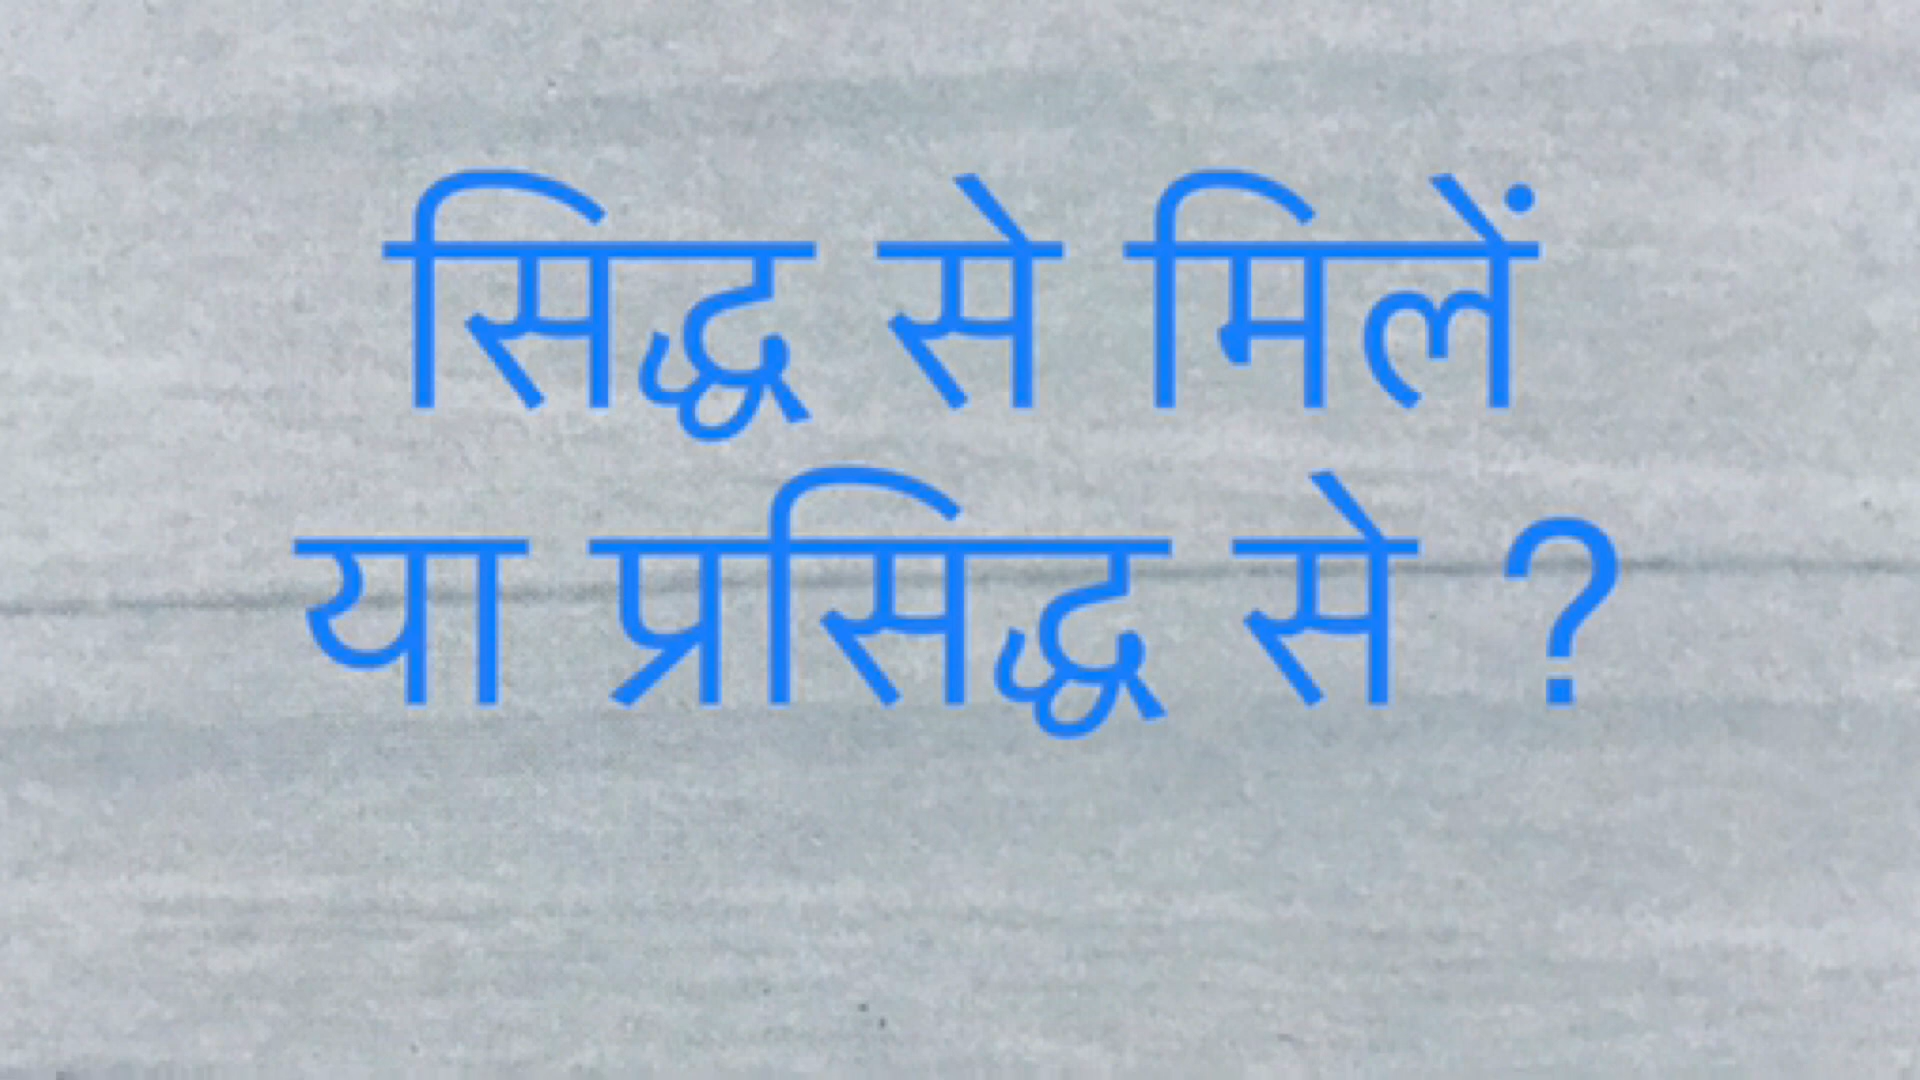 सिद्ध से मिलें
या प्रसिद्ध से ?